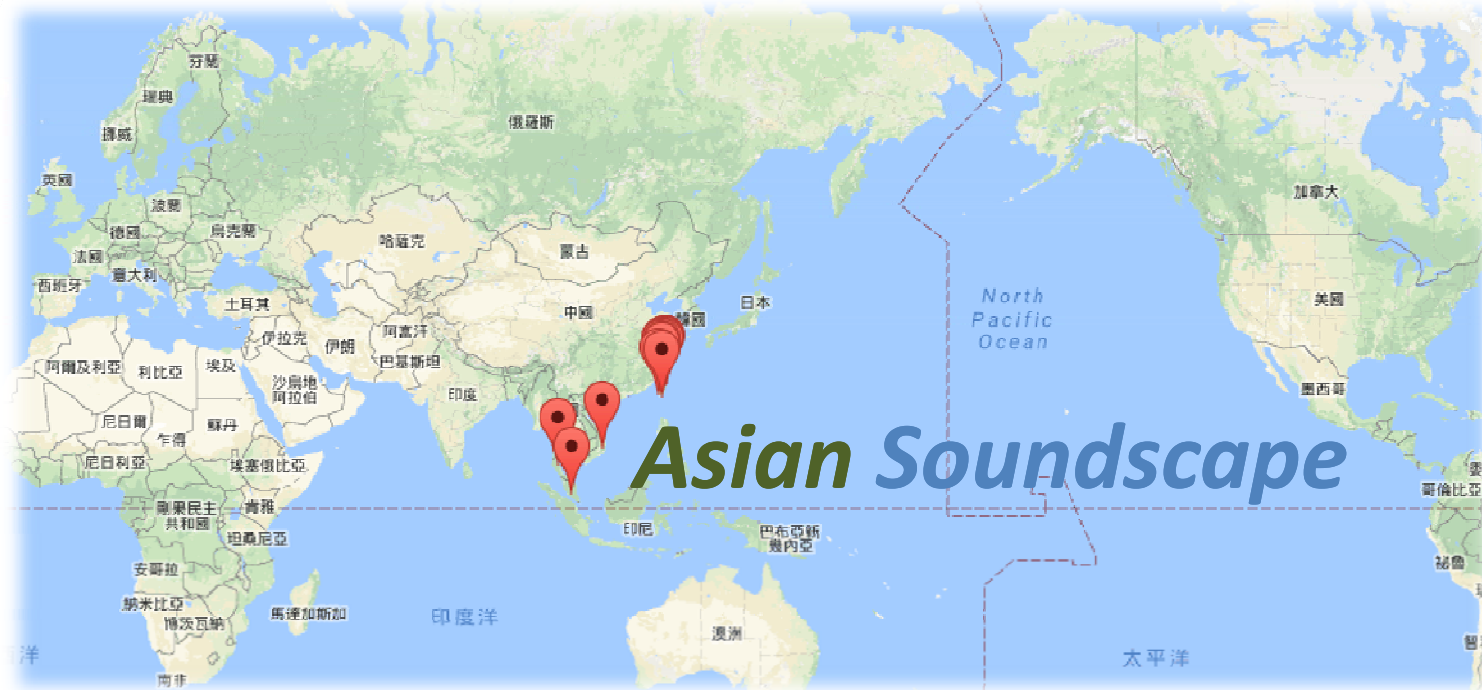 芬蘭
瑞典
挪威
俄羅斯
英國
波蘭
德國
烏克蘭
法國
意大利
西班牙
哈薩克
蒙古
土耳其
中國
日本
韓國
加拿大
美國
North
Pacific
Ocean
伊拉克
伊朗
阿富汗
巴基斯坦
阿爾及利亞
利比亞
埃及
沙烏地
阿拉伯
印度
墨西哥
尼日爾
乍得
蘇丹
尼日利亞
埃塞俄比亞
Asian Soundscape
哥倫比亞
剛果民主
共和國
肯雅
坦桑尼亞
印尼
巴布亞新
幾內亞
安哥拉
秘魯
納米比亞
博茨瓦納
馬達加斯加
印度洋
澳洲
太平洋
洋
南非